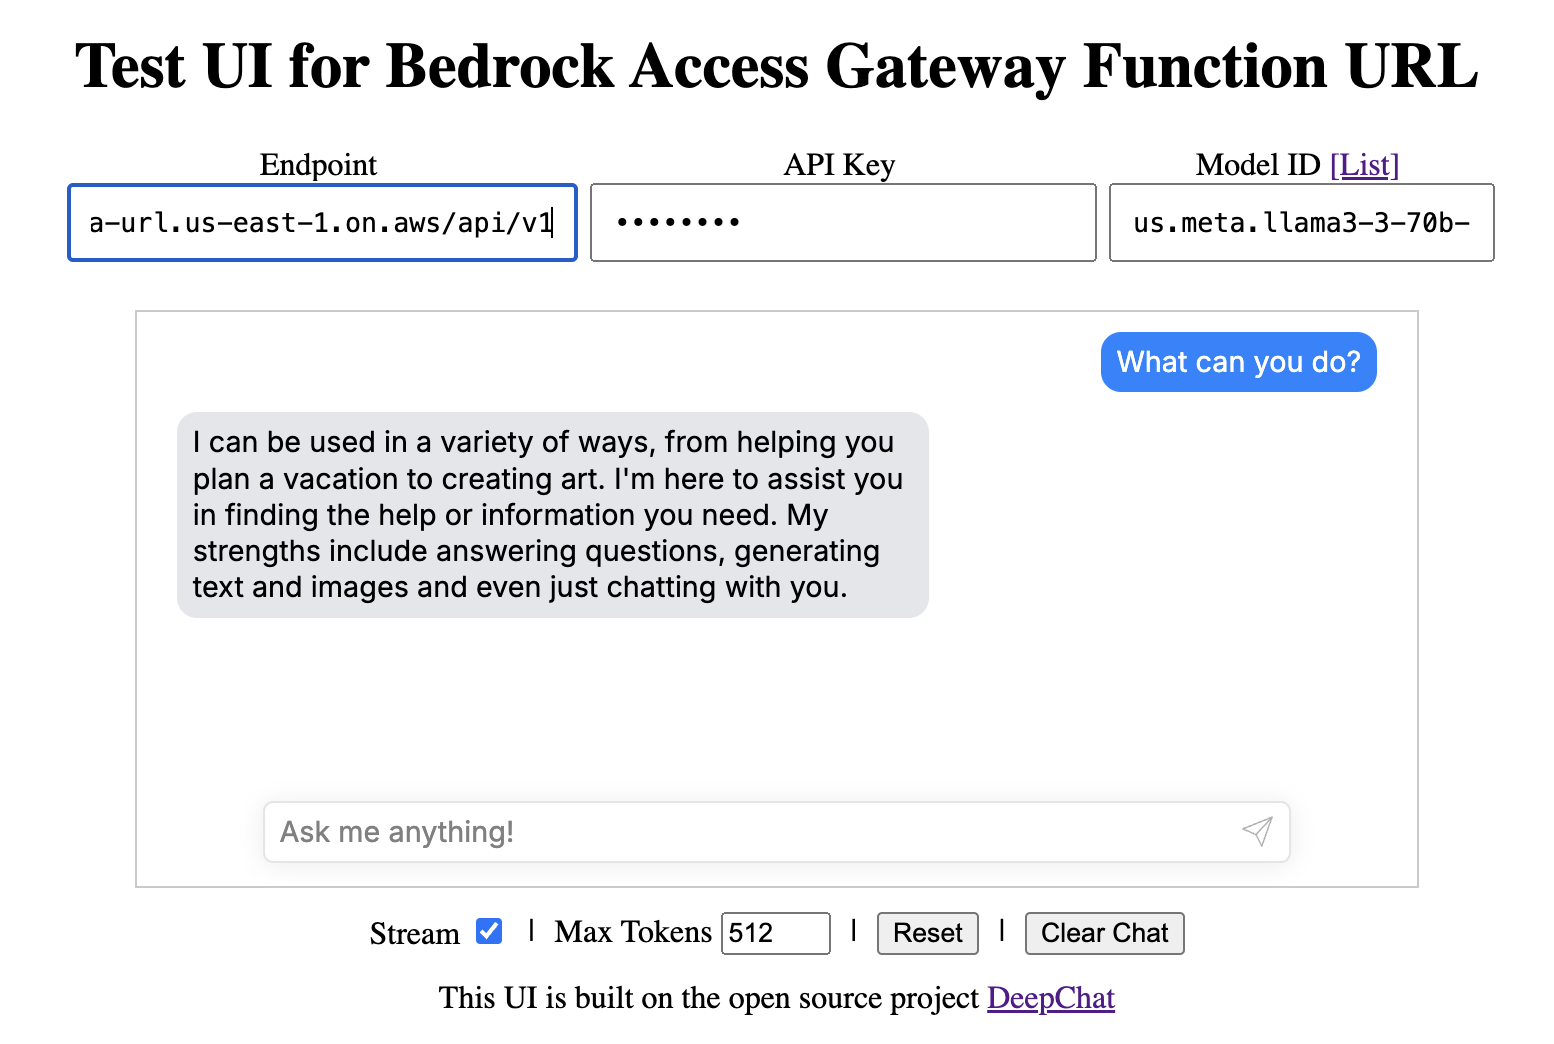 Test UI for Bedrock Access Gateway Function URL
Endpoint
API Key
Model ID [List]
a-url.us-east-1.on.aws/api/v1
••••••••
us.meta.llama3-3-70b-
What can you do?
I can be used in a variety of ways, from helping you
plan a vacation to creating art. I'm here to assist you
in finding the help or information you need. My
strengths include answering questions, generating
text and images and even just chatting with you.
Ask me anything!
Stream | Max Tokens 512 | Reset | Clear Chat
This UI is built on the open source project DeepChat